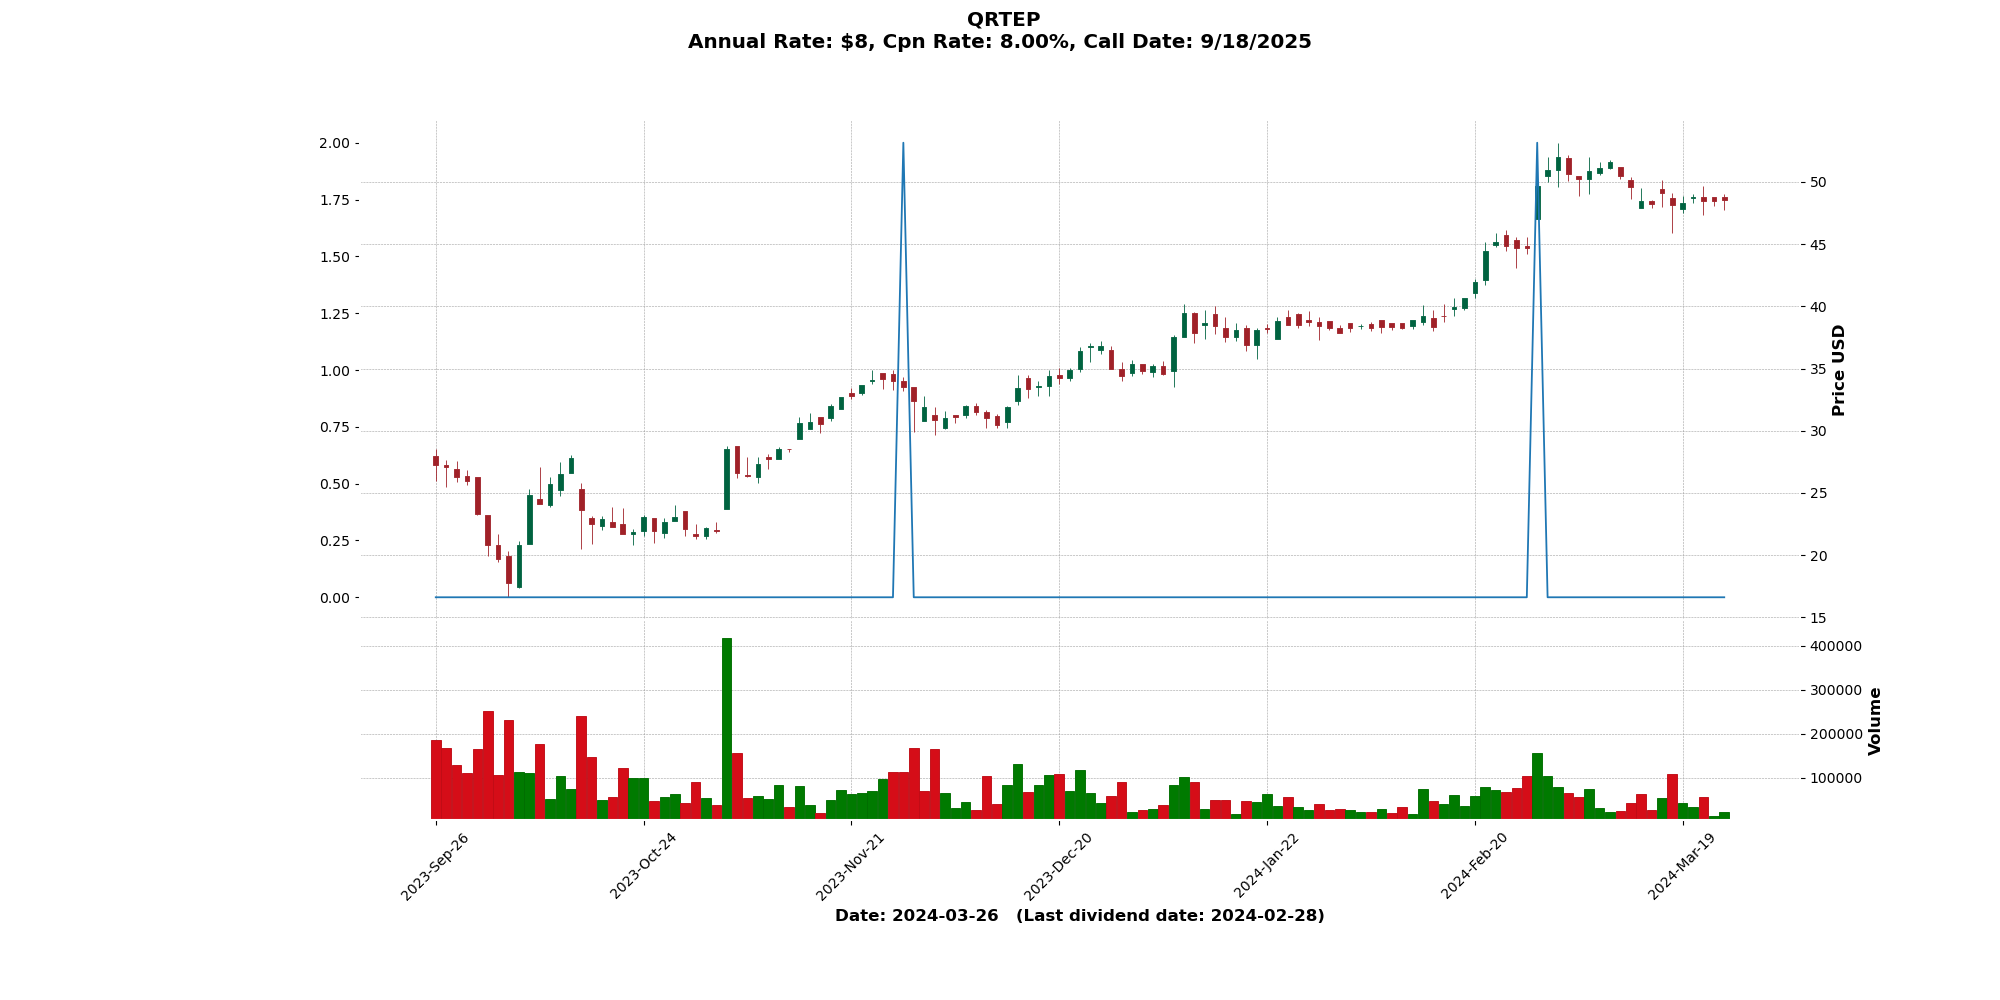 QRTEP
Annual Rate: $8, Cpn Rate: 8.00%, Call Date: 9/18/2025
2.00
1.75
1.50
1.25
1.00
0.75
0.50
0.25
0.00
50
45
40
35
30
25
20
15
Price USD
400000
300000
200000
100000
Volume
2023-Sep-26
2023-Oct-24
2023-Nov-21
2023-Dec-20
2024-Jan-22
2024-Feb-20
2024-Mar-19
Date: 2024-03-26 (Last dividend date: 2024-02-28)